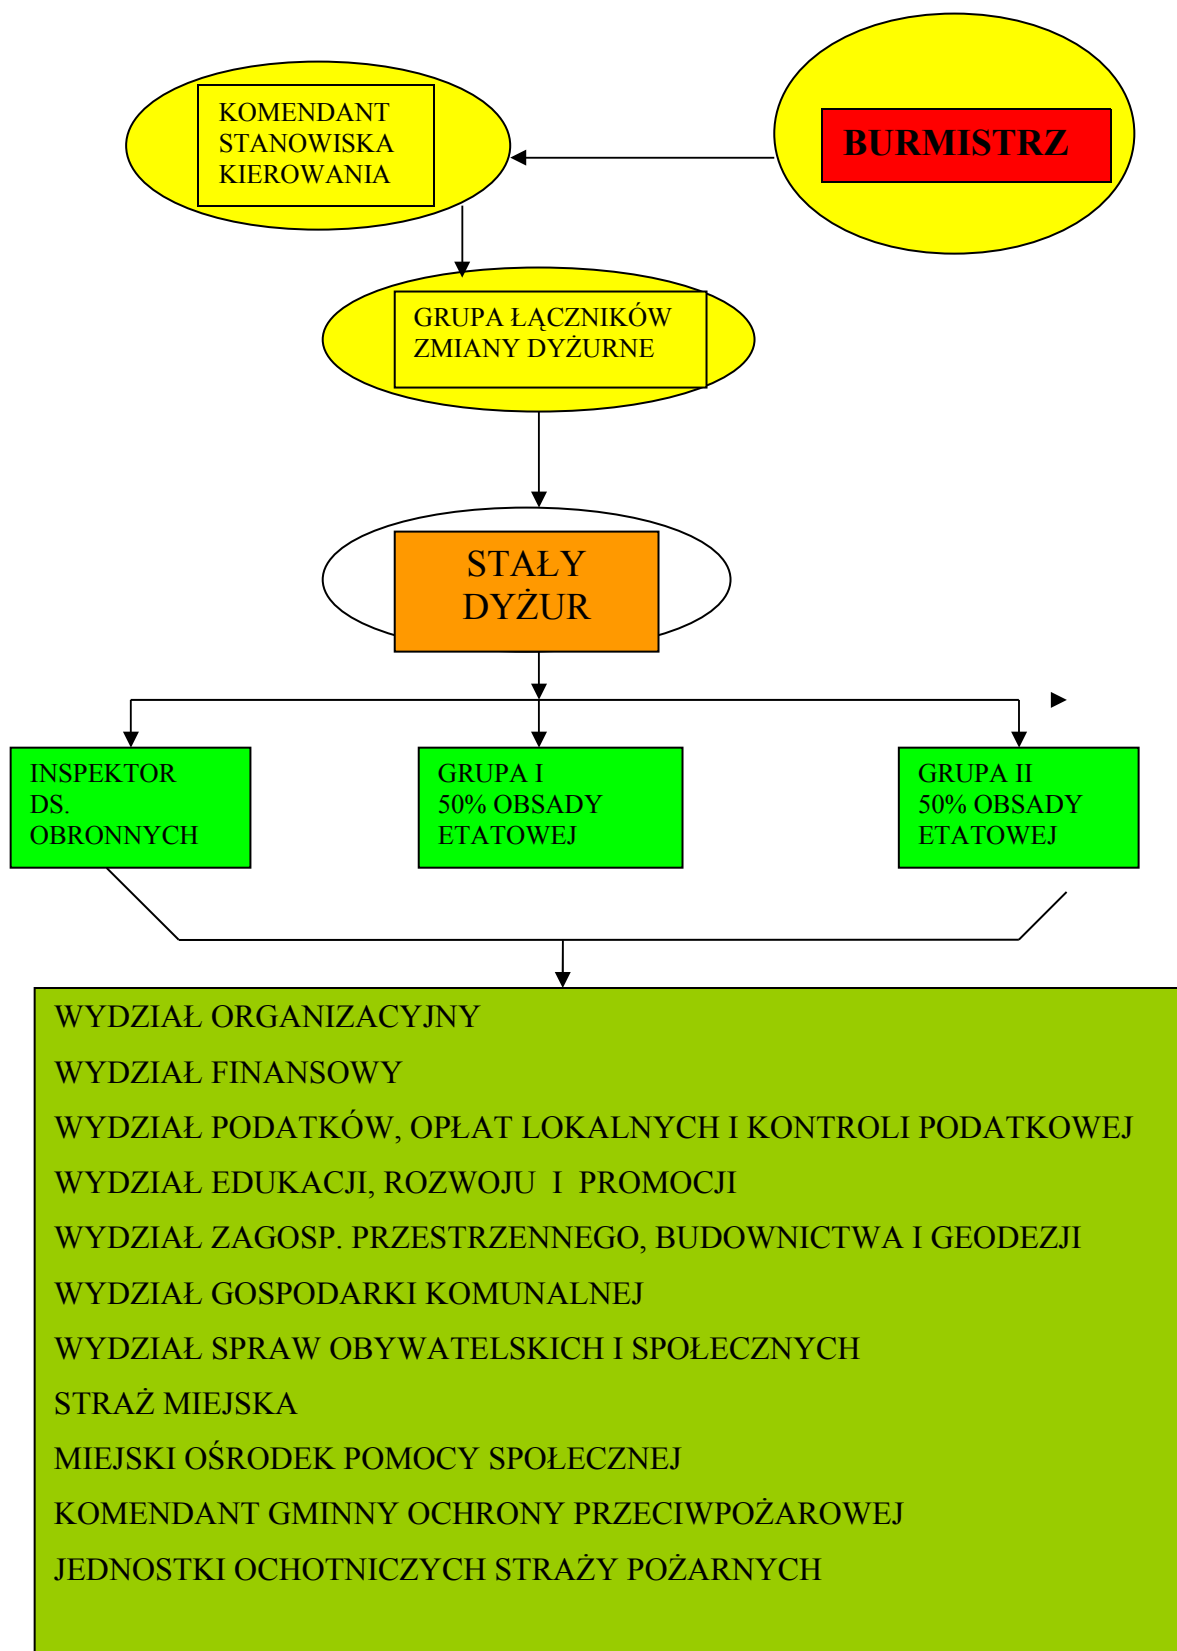 KOMENDANT
STANOWISKA
KIEROWANIA
BURMISTRZ
GRUPA ŁĄCZNIKÓW
ZMIANY DYŻURNE
STAŁY
DYŻUR
INSPEKTOR
DS.
OBRONNYCH
GRUPA I
50% OBSADY
ETATOWEJ
GRUPA II
50% OBSADY
ETATOWEJ
WYDZIAŁ ORGANIZACYJNY
WYDZIAŁ FINANSOWY
WYDZIAŁ PODATKÓW, OPŁAT LOKALNYCH I KONTROLI PODATKOWEJ
WYDZIAŁ EDUKACJI, ROZWOJU I PROMOCJI
WYDZIAŁ ZAGOSP. PRZESTRZENNEGO, BUDOWNICTWA I GEODEZJI
WYDZIAŁ GOSPODARKI KOMUNALNEJ
WYDZIAŁ SPRAW OBYWATELSKICH I SPOŁECZNYCH
STRAŻ MIEJSKA
MIEJSKI OŚRODEK POMOCY SPOŁECZNEJ
KOMENDANT GMINNY OCHRONY PRZECIWPOŻAROWEJ
JEDNOSTKI OCHOTNICZYCH STRAŻY POŻARNYCH